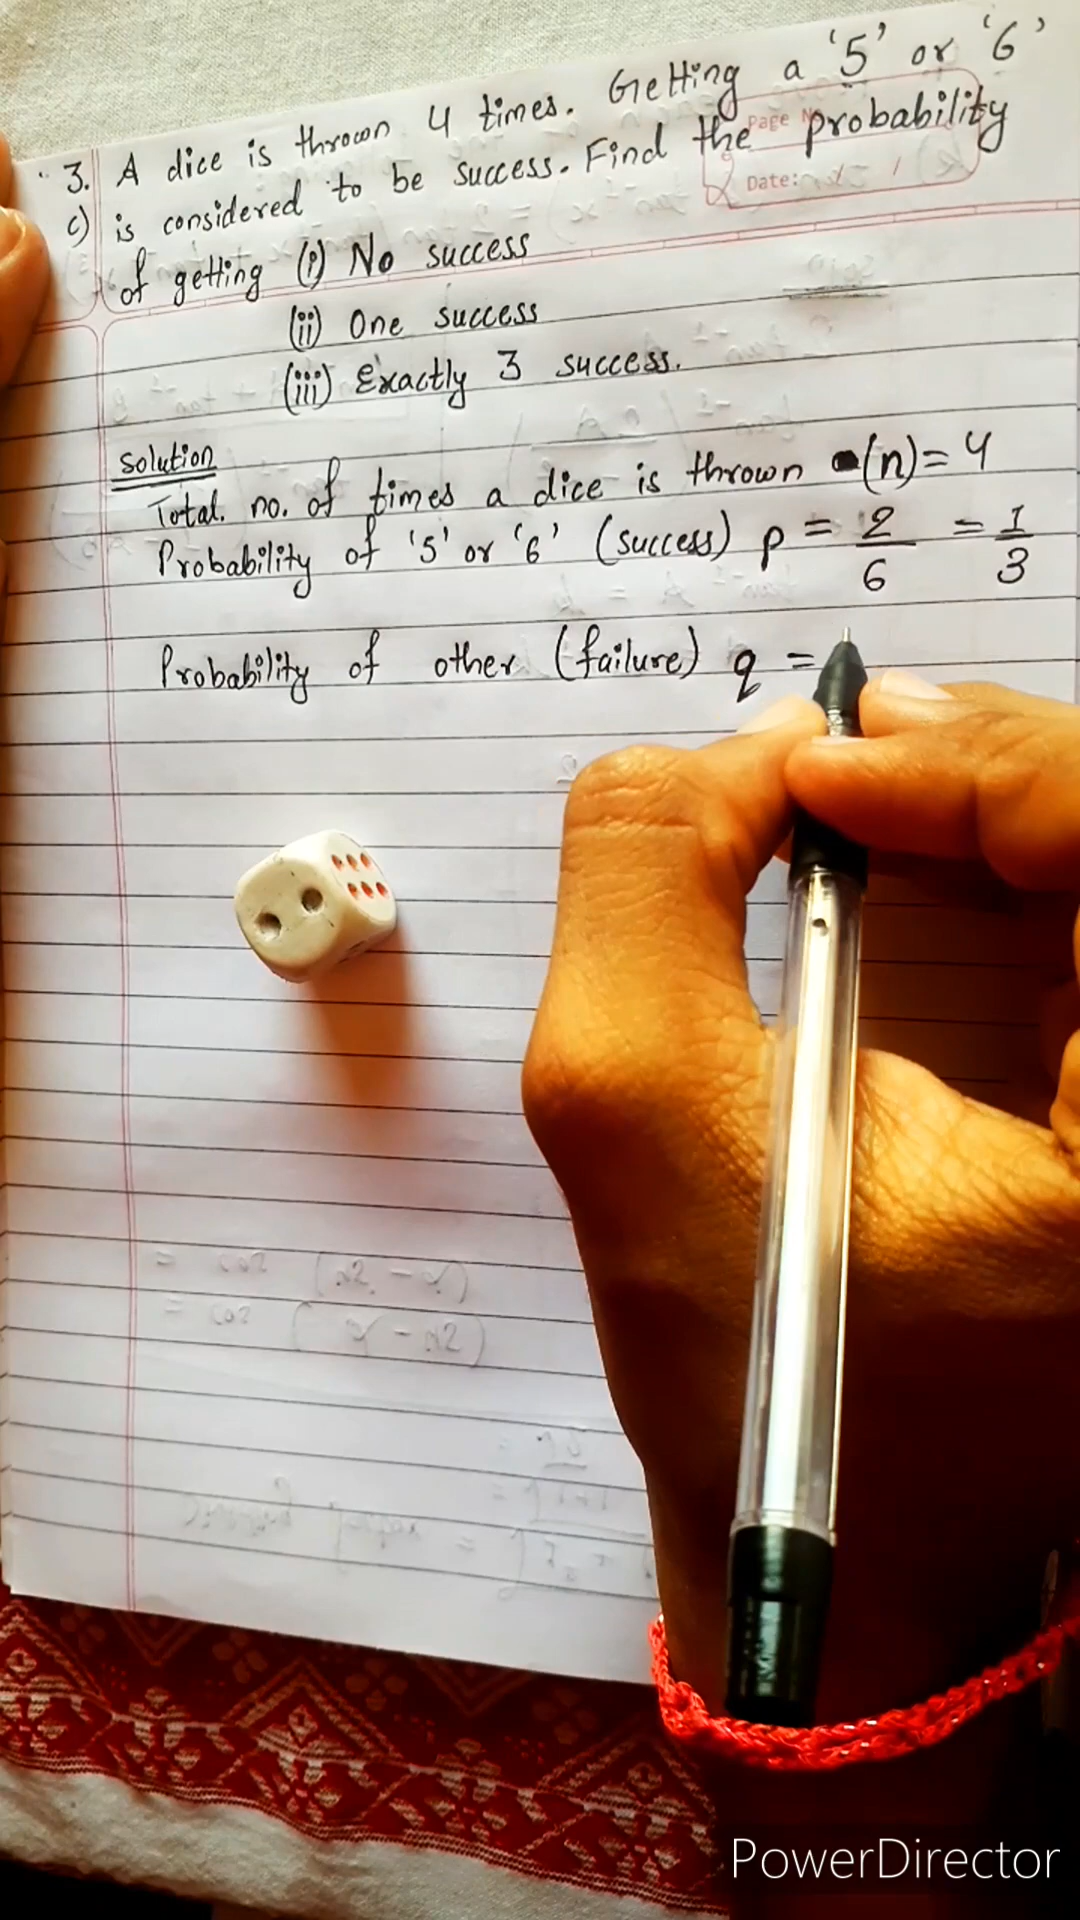 3. A dice is thrown 4 times. Getting a '5' or '6'
c) is considered to be success. Find the probability
of getting (i) No success
(ii) One success
(iii) Exactly 3 success.
Solution
Total. no. of times a dice is thrown (n) = 4
Probability of '5' or '6' (success) p = 2/6 = 1/3
Probability of other (failure) q =
Page
Date:
PowerDirector